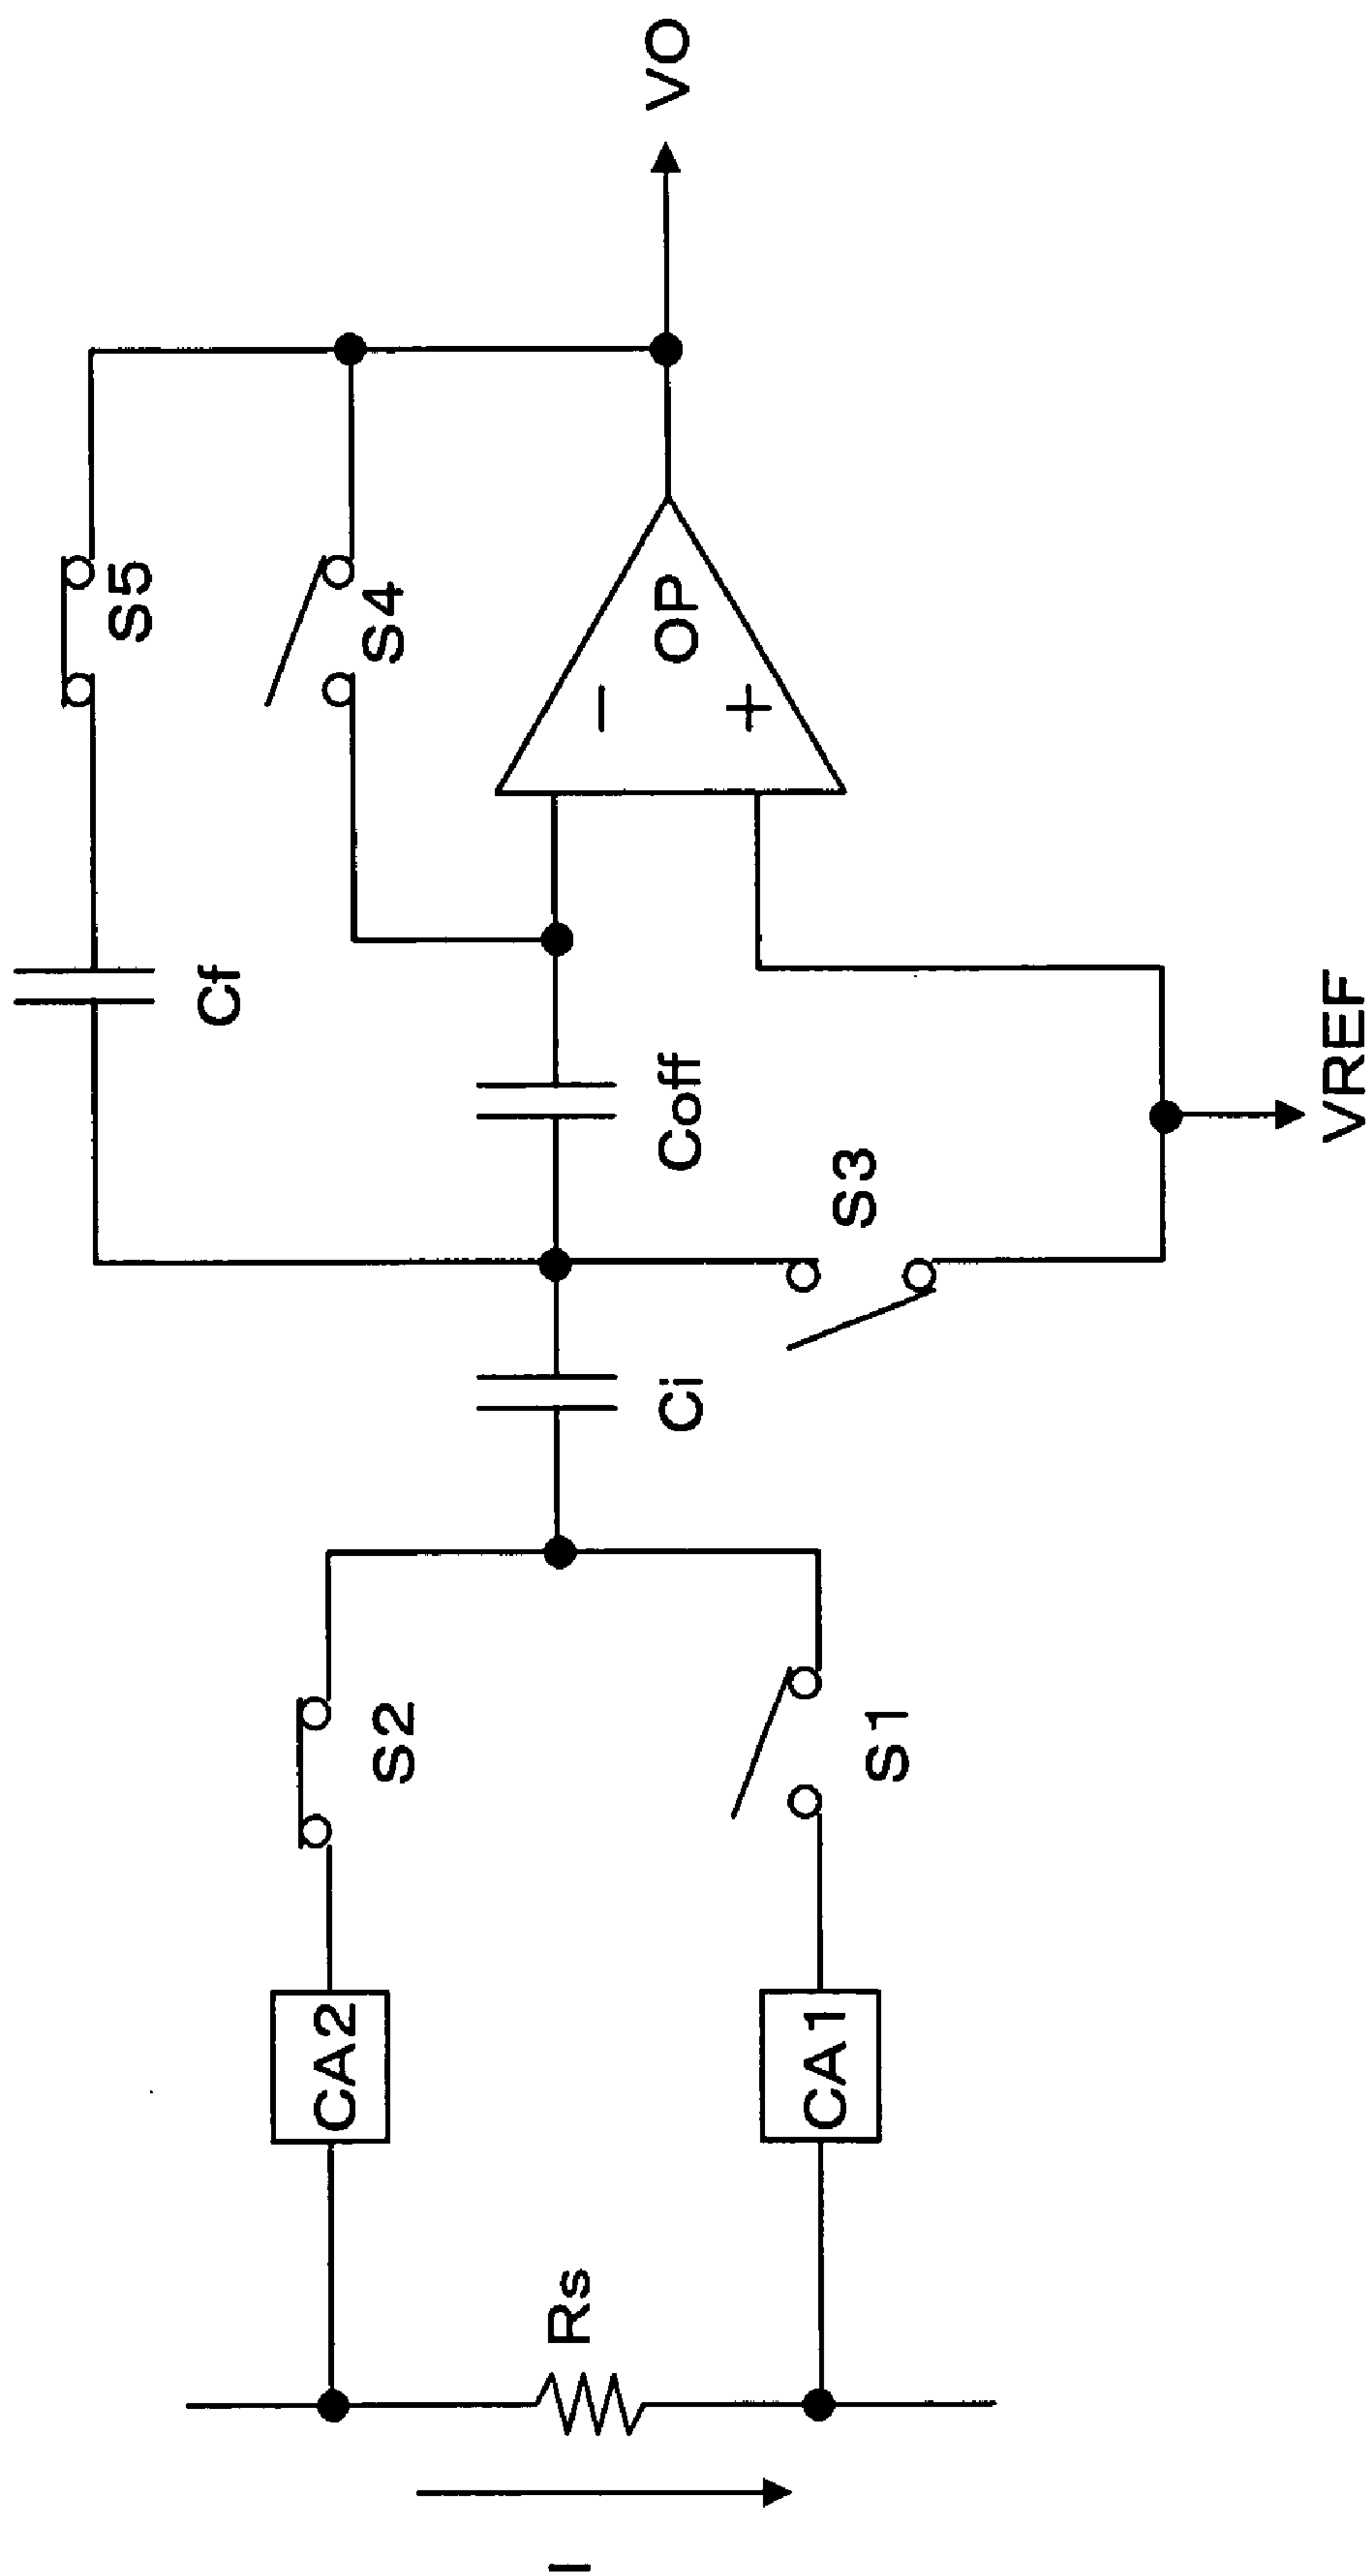 S5
S4
Cf
VO
OP
−
+
Coff
Ci
S3
VREF
S2
S1
CA2
CA1
Rs
I